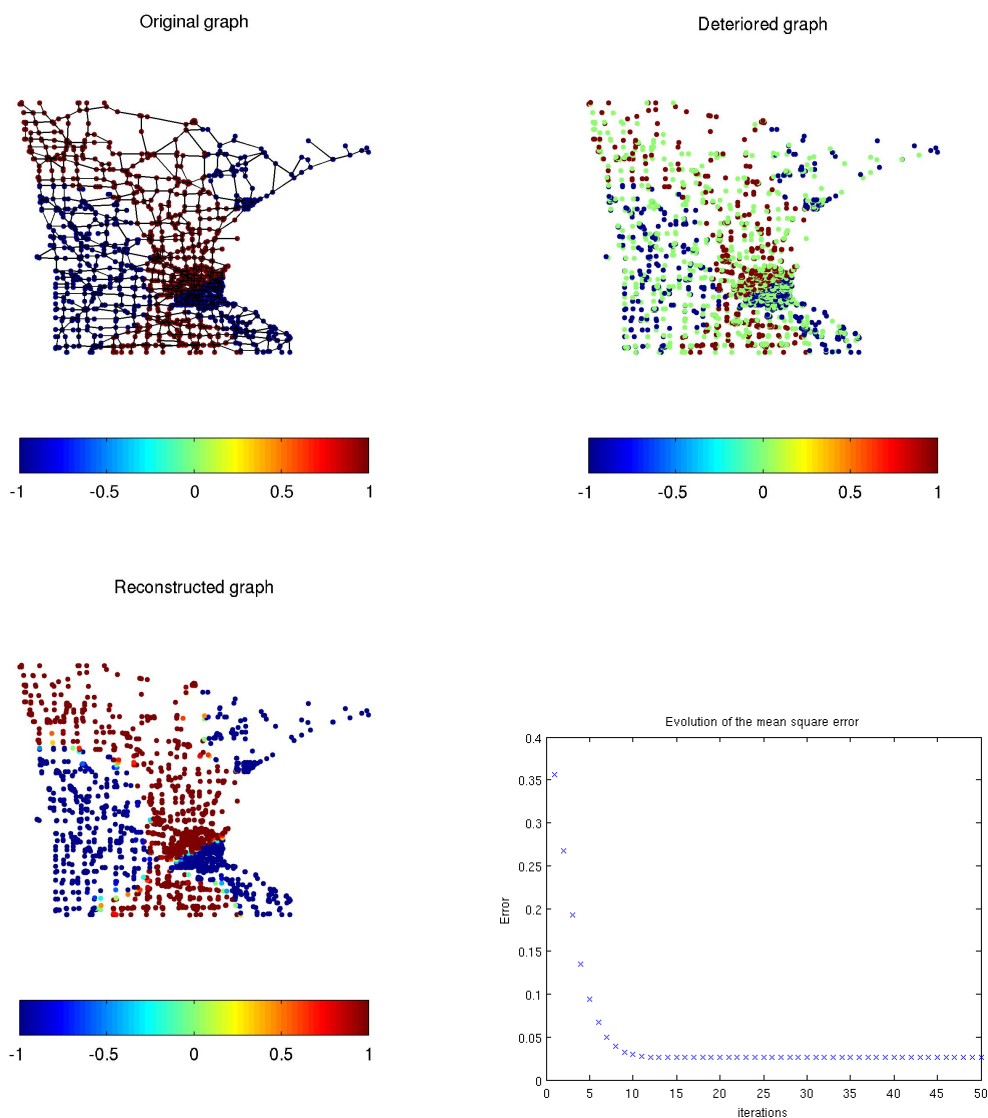 Original graph
Deteriored graph
-1 -0.5 0 0.5 1
-1 -0.5 0 0.5 1
Reconstructed graph
-1 -0.5 0 0.5 1
Evolution of the mean square error
0.4
0.35
0.3
0.25
0.2
0.15
0.1
0.05
0
Error
0 5 10 15 20 25 30 35 40 45 50
iterations